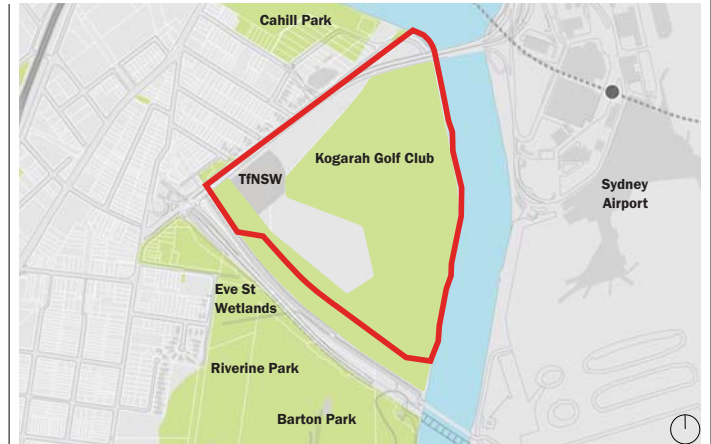 Cahill Park
Kogarah Golf Club
TfNSW
Sydney
Airport
Eve St
Wetlands
Riverine Park
Barton Park